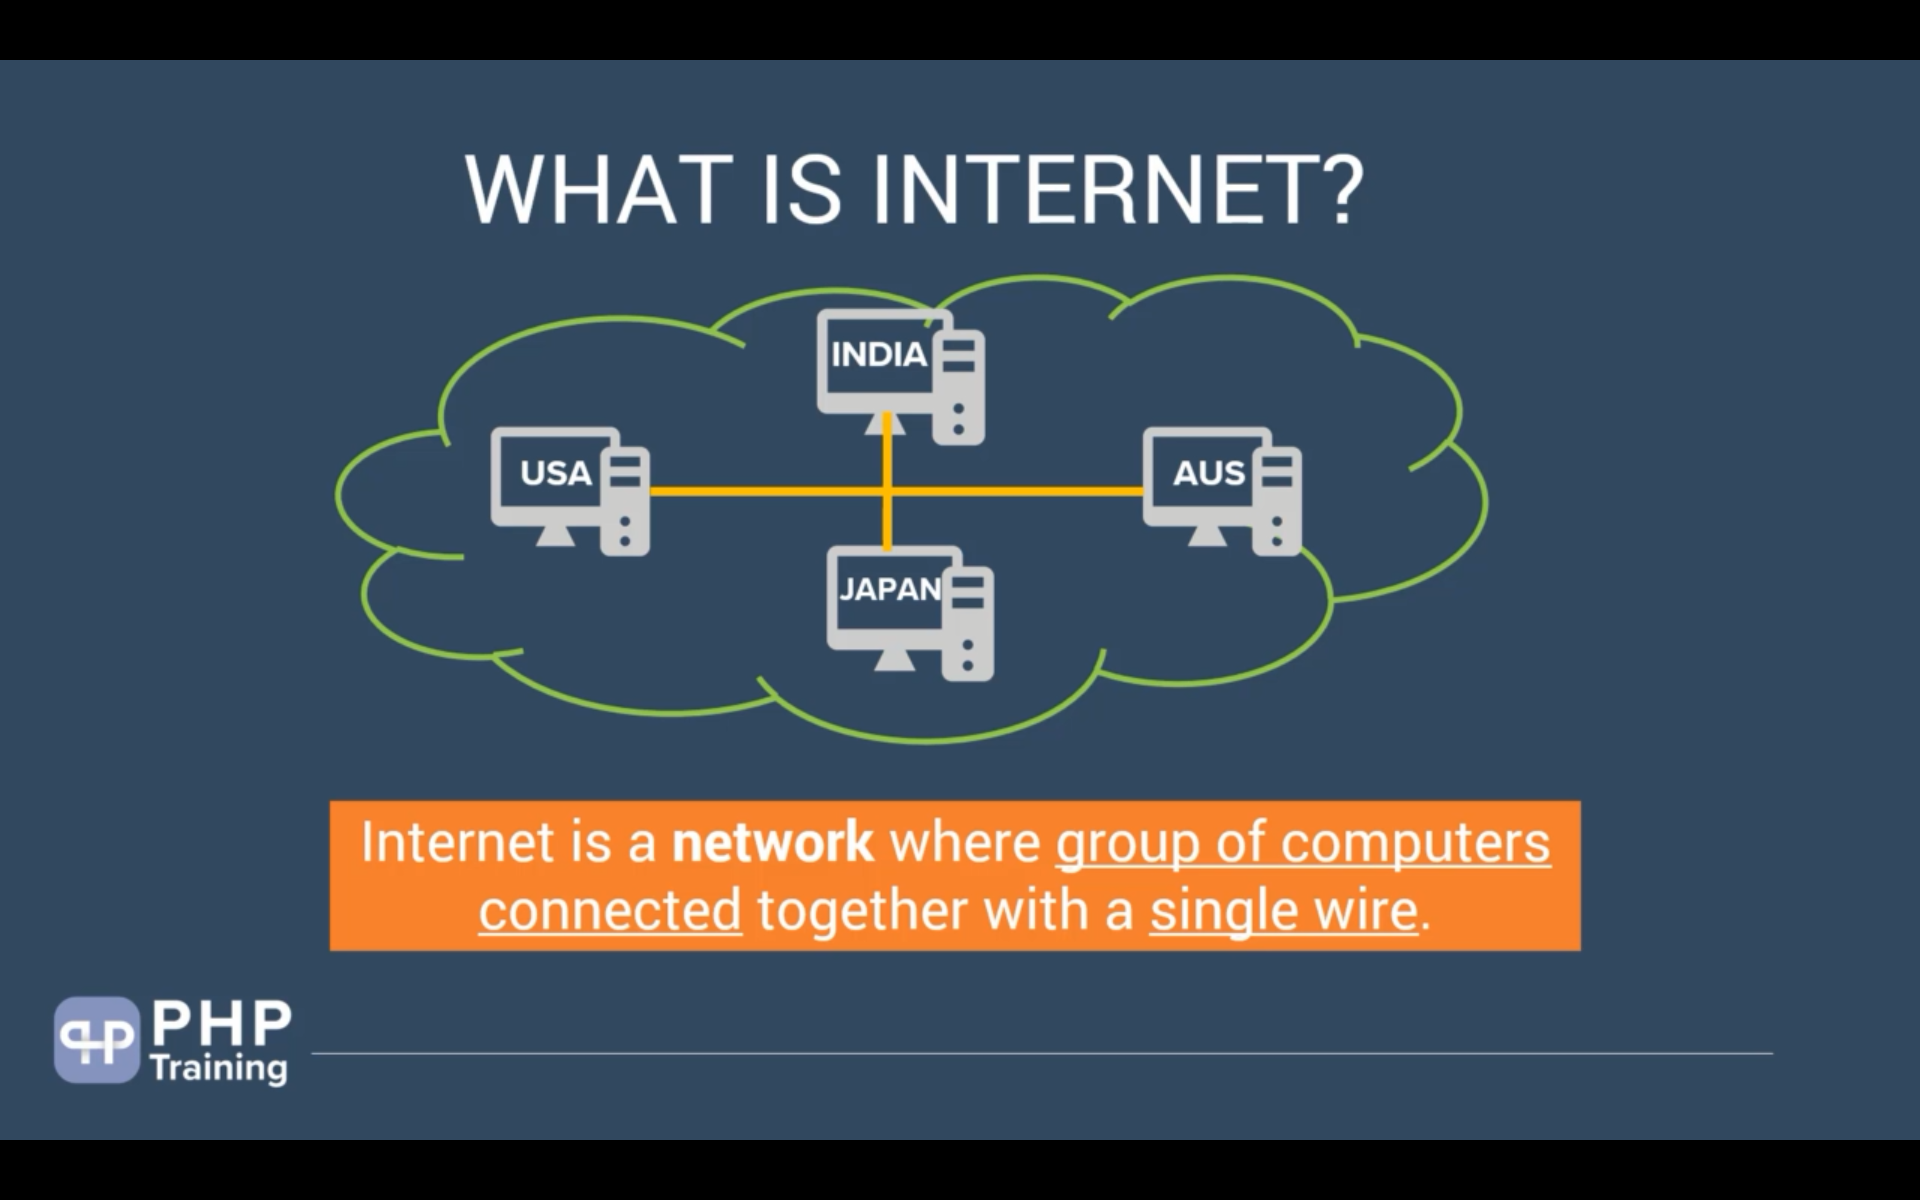 WHAT IS INTERNET?
INDIA
USA
AUS
JAPAN
Internet is a network where group of computers
connected together with a single wire.
php
PHP
Training